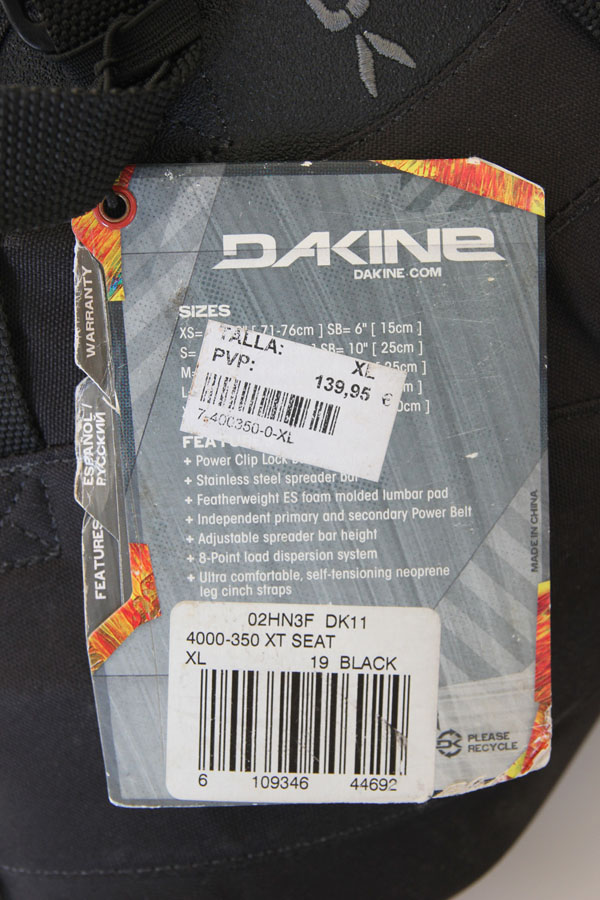 DAKINE
DAKINE.COM
SIZES
XS= [ 71-76cm ] SB= 6" [ 15cm ]
S= ] SB= 10" [ 25cm ]
TALLA: XL
PVP: 139,95 €
7-400350-0-XL
+ Power Clip Lock
+ Stainless steel spreader bar
+ Featherweight ES foam molded lumbar pad
+ Independent primary and secondary Power Belt
+ Adjustable spreader bar height
+ 8-Point load dispersion system
+ Ultra comfortable, self-tensioning neoprene
leg cinch straps
WARRANTY
ESPAÑOL /
РУССКИЙ
FEATURES
MADE IN CHINA
02HN3F DK11
4000-350 XT SEAT
XL 19 BLACK
6 109346 44692
PLEASE
RECYCLE